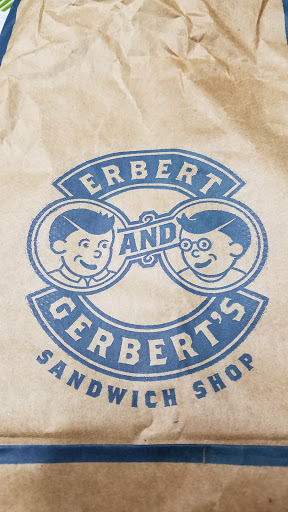 ERBERT
AND
GERBERT'S
SANDWICH SHOP